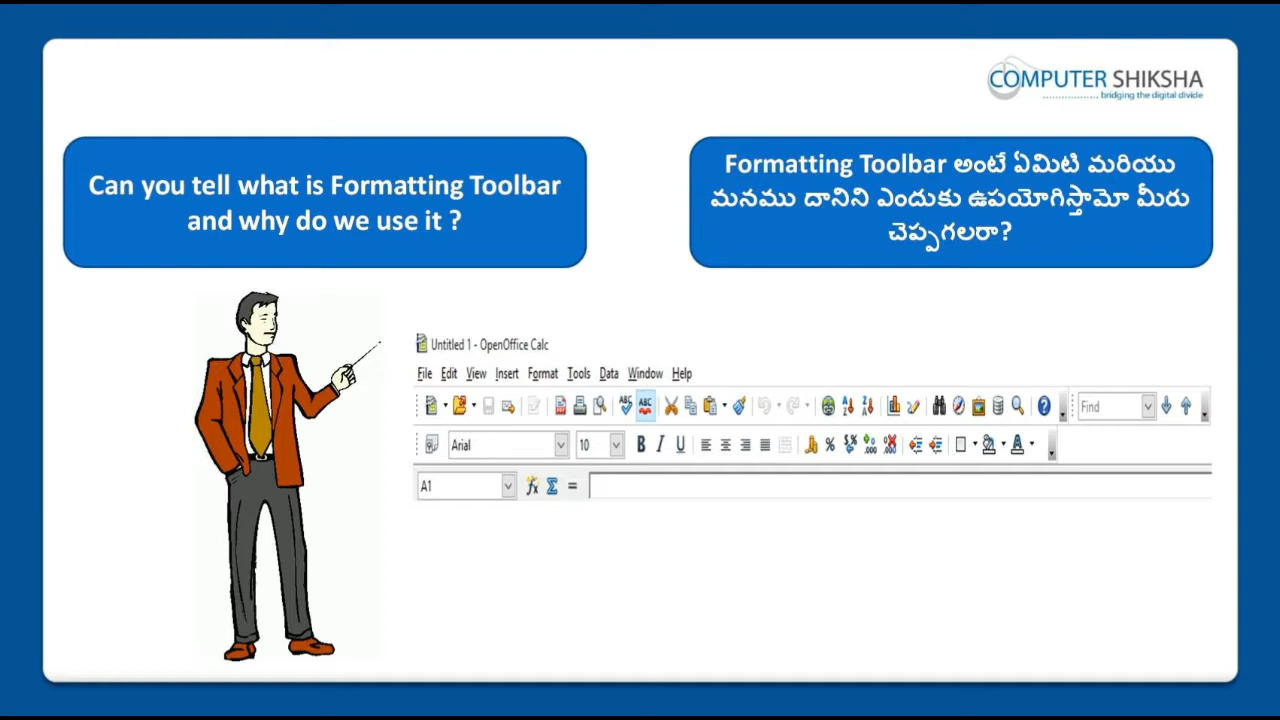 COMPUTER SHIKSHA
bridging the digital divide
Can you tell what is Formatting Toolbar
and why do we use it ?
Formatting Toolbar అంటే ఏమిటి మరియు
మనము దానిని ఎందుకు ఉపయోగిస్తామో మీరు
చెప్పగలరా?
Untitled 1 - OpenOffice Calc
File Edit View Insert Format Tools Data Window Help
ABC ABC Find
Arial 10 B I U
A1